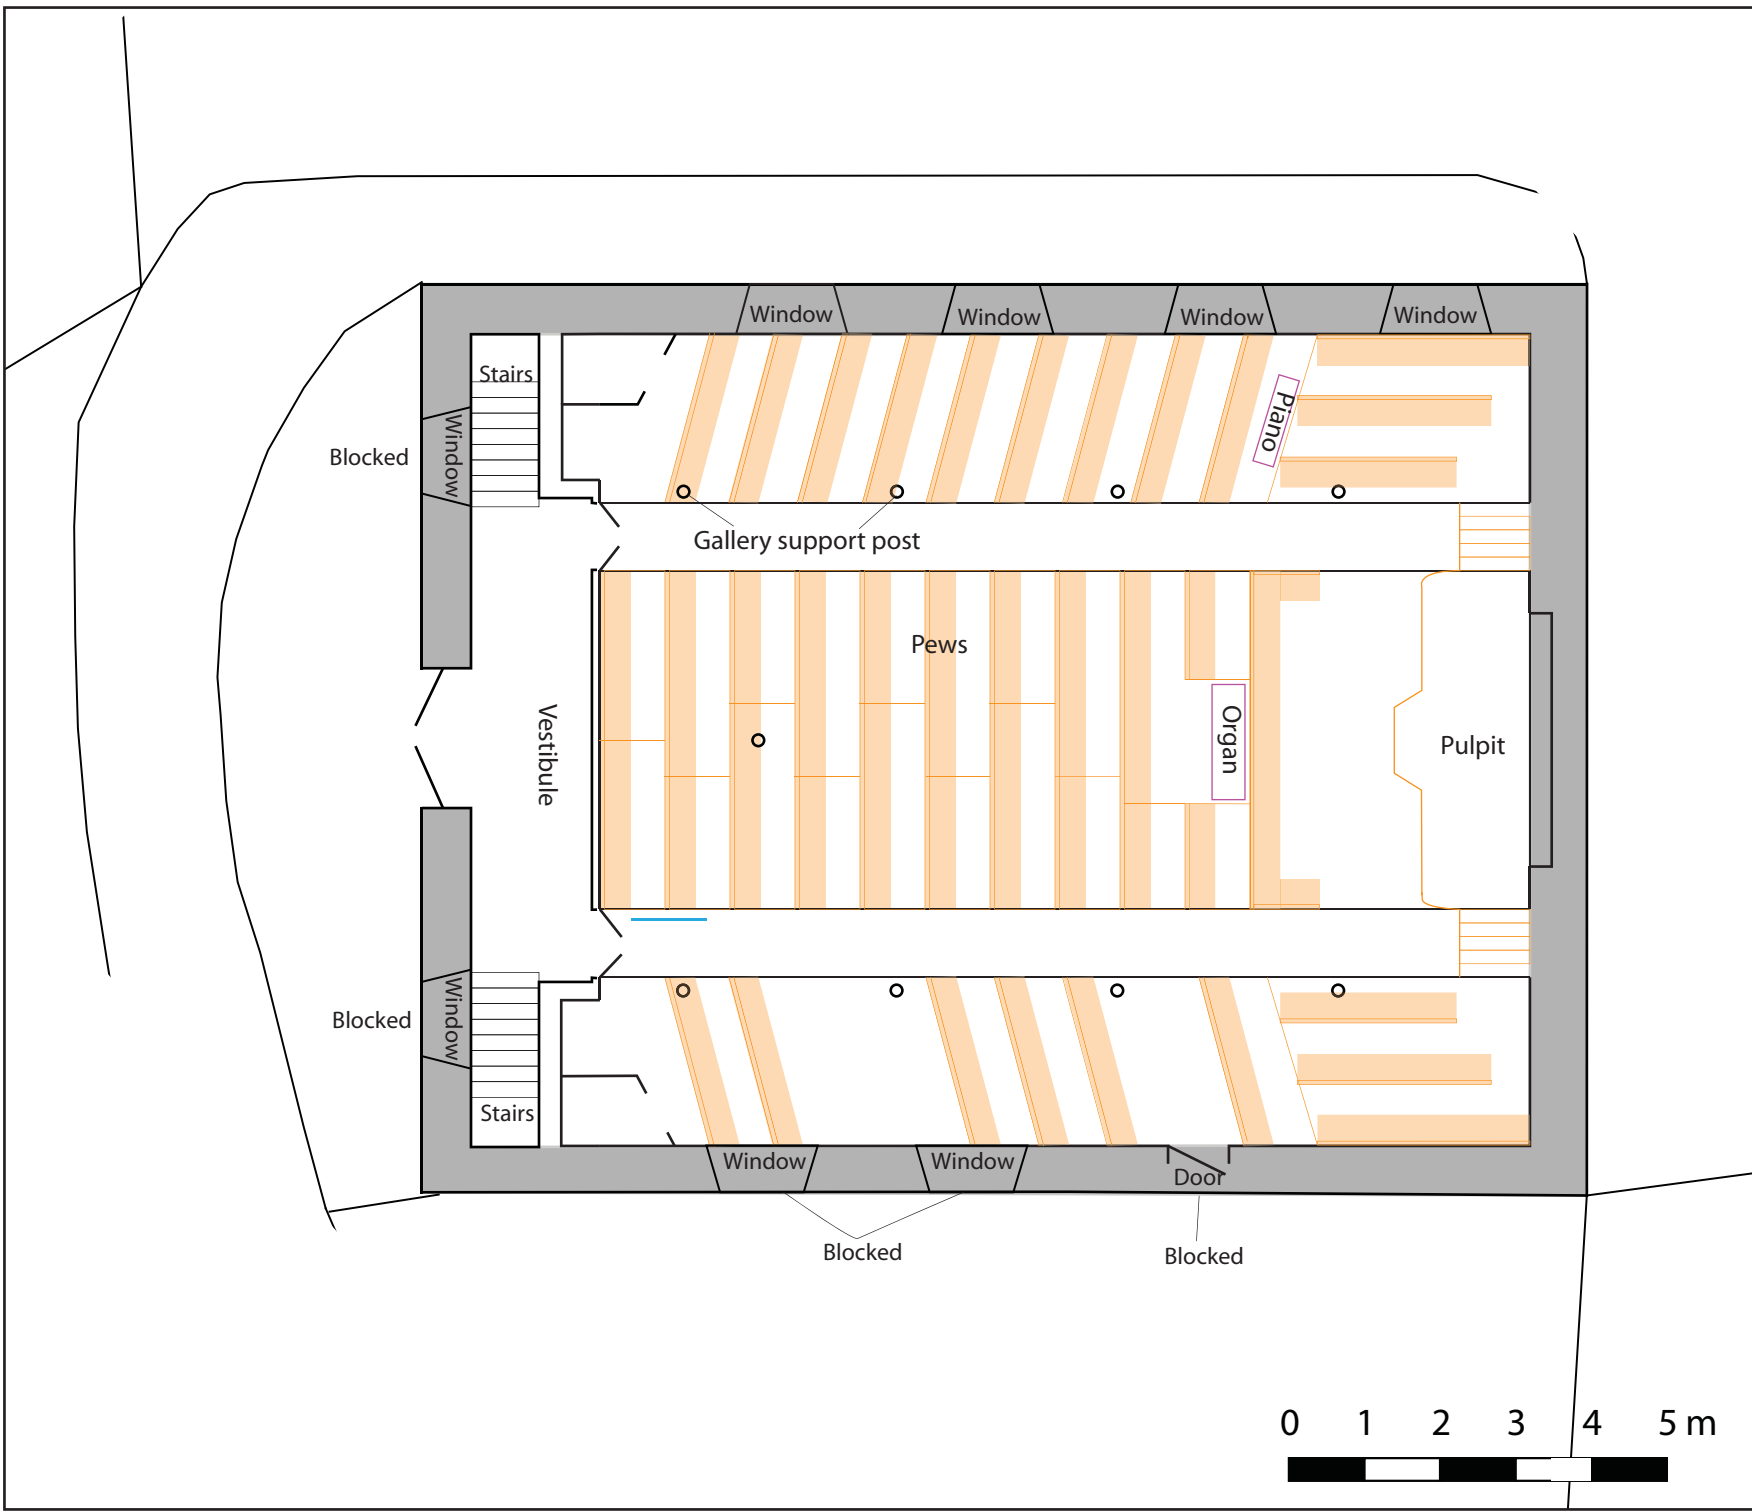 Window
Window
Window
Window
Stairs
Piano
Blocked
Window
Gallery support post
Pews
Vestibule
Organ
Pulpit
Blocked
Window
Stairs
Window
Window
Door
Blocked
Blocked
0 1 2 3 4 5 m